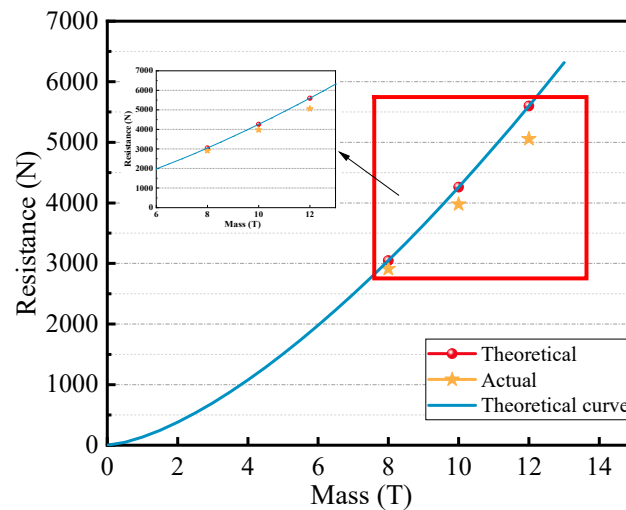 7000
6000
5000
4000
3000
2000
1000
0
Resistance (N)
0 2 4 6 8 10 12 14
Mass (T)
7000
6000
5000
4000
3000
2000
1000
0
Resistance (N)
6 8 10 12
Mass (T)
Theoretical
Actual
Theoretical curve